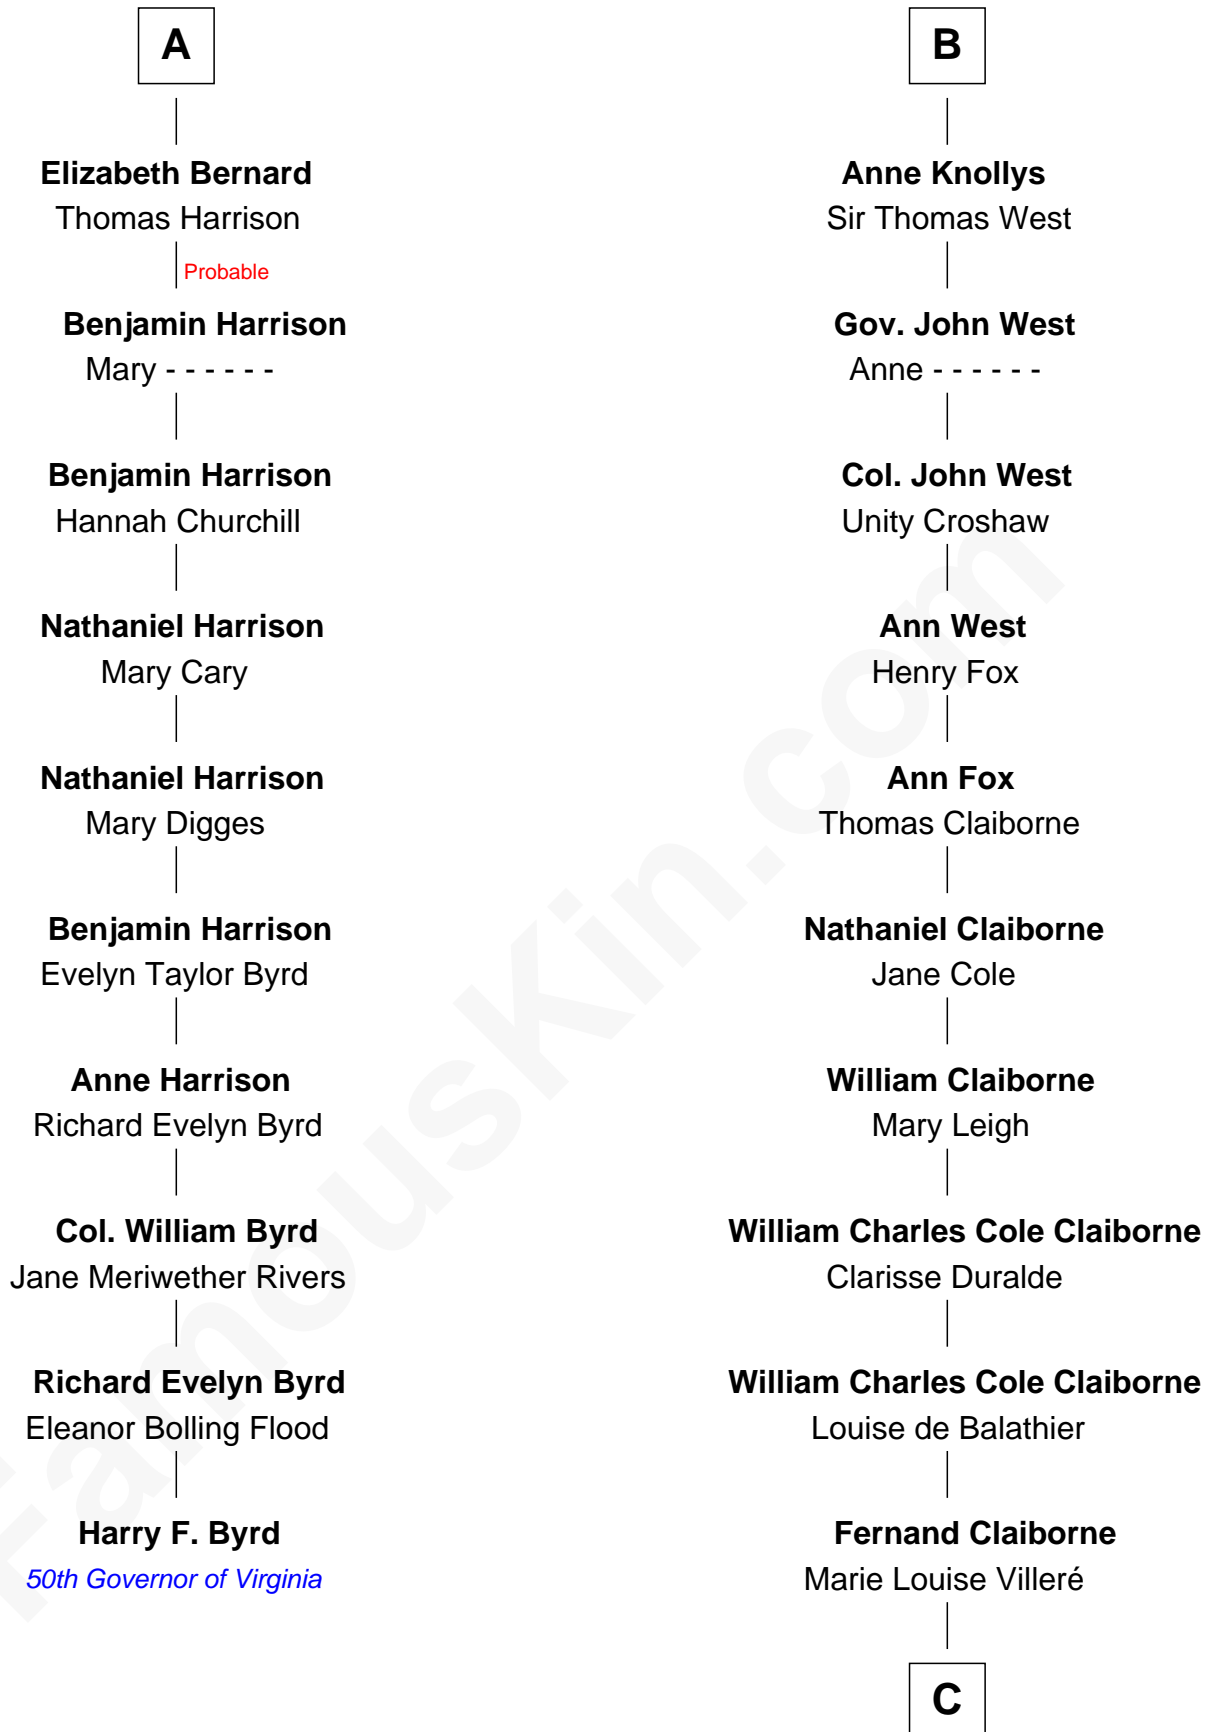 A
Elizabeth Bernard
Thomas Harrison
Probable
Benjamin Harrison
Mary - - - - - -
Benjamin Harrison
Hannah Churchill
Nathaniel Harrison
Mary Cary
Nathaniel Harrison
Mary Digges
Benjamin Harrison
Evelyn Taylor Byrd
Anne Harrison
Richard Evelyn Byrd
Col. William Byrd
Jane Meriwether Rivers
Richard Evelyn Byrd
Eleanor Bolling Flood
Harry F. Byrd
50th Governor of Virginia
B
Anne Knollys
Sir Thomas West
Gov. John West
Anne - - - - - -
Col. John West
Unity Croshaw
Ann West
Henry Fox
Ann Fox
Thomas Claiborne
Nathaniel Claiborne
Jane Cole
William Claiborne
Mary Leigh
William Charles Cole Claiborne
Clarisse Duralde
William Charles Cole Claiborne
Louise de Balathier
Fernand Claiborne
Marie Louise Villeré
C
FamousKin.com